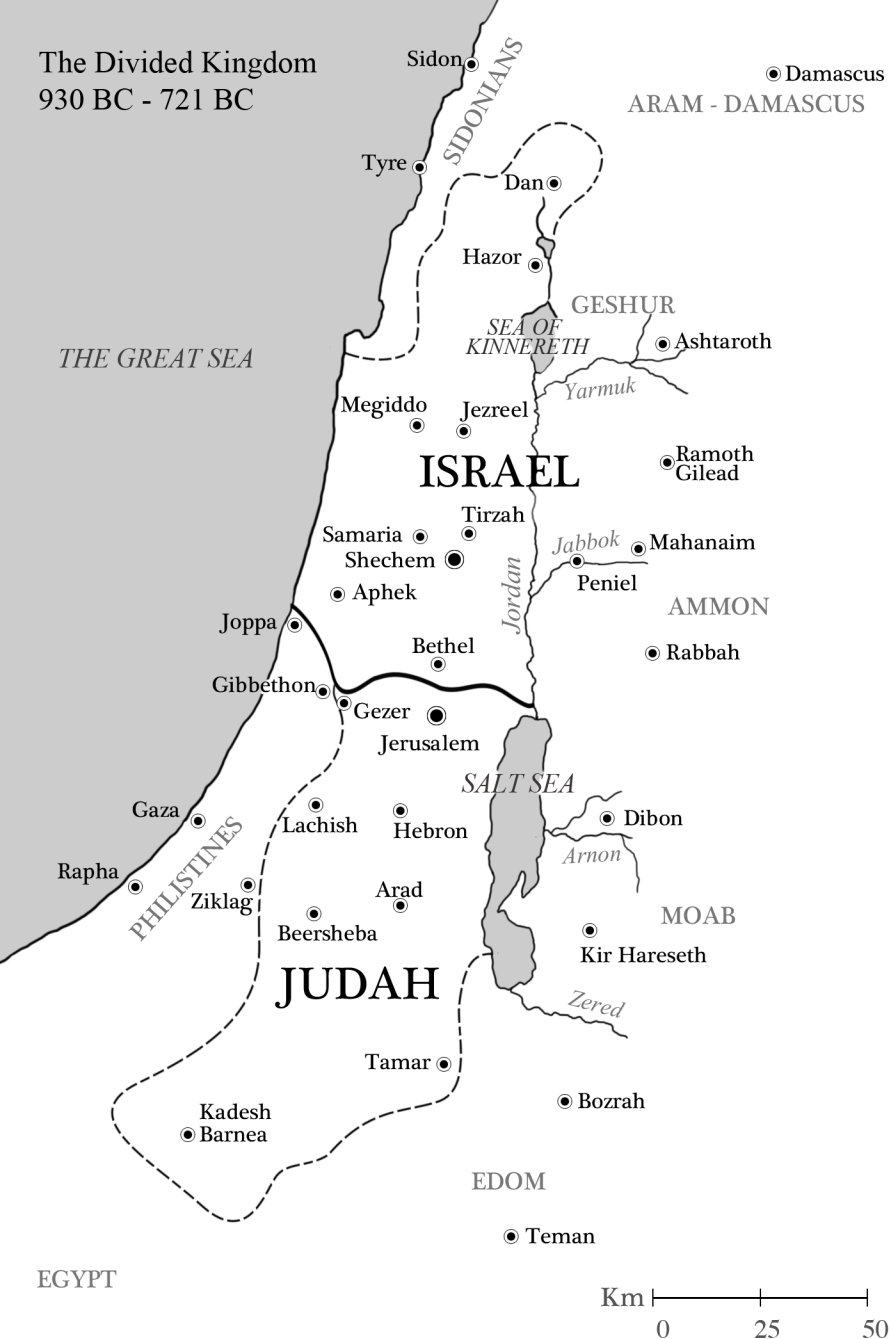 The Divided Kingdom
930 BC - 721 BC
Sidon
SIDONIANS
Damascus
ARAM - DAMASCUS
Tyre
Dan
Hazor
GESHUR
SEA OF
KINNERETH
Ashtaroth
THE GREAT SEA
Yarmuk
Megiddo
Jezreel
Ramoth
Gilead
ISRAEL
Tirzah
Samaria
Jabbok
Mahanaim
Shechem
Peniel
Aphek
Jordan
AMMON
Joppa
Bethel
Rabbah
Gibbethon
Gezer
Jerusalem
SALT SEA
Gaza
Lachish
Hebron
Dibon
Arnon
PHILISTINES
Rapha
Ziklag
Arad
Beersheba
MOAB
Kir Hareseth
JUDAH
Zered
Tamar
Bozrah
Kadesh
Barnea
EDOM
Teman
EGYPT
Km
0 25 50